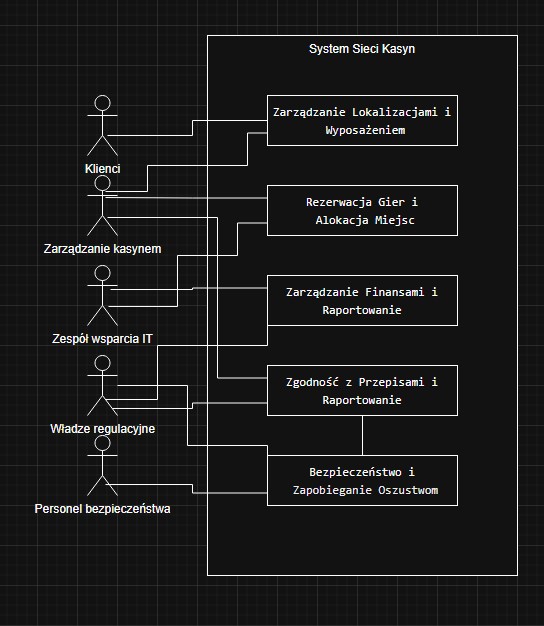 System Sieci Kasyn
Zarządzanie Lokalizacjami i
Wyposażeniem
Klienci
Rezerwacja Gier i
Alokacja Miejsc
Zarządzanie kasynem
Zarządzanie Finansami i
Raportowanie
Zespół wsparcia IT
Zgodność z Przepisami i
Raportowanie
Władze regulacyjne
Bezpieczeństwo i
Zapobieganie Oszustwom
Personel bezpieczeństwa